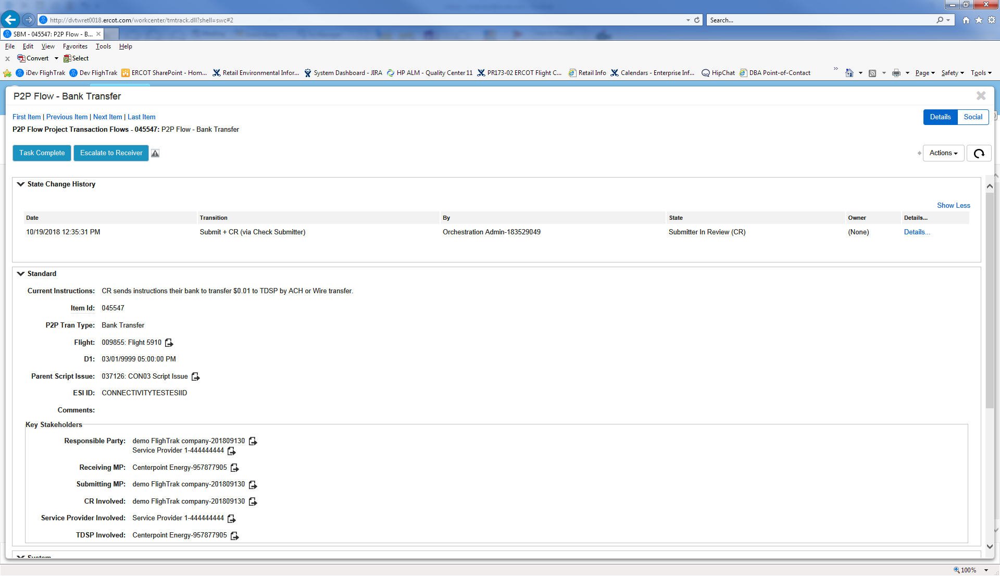 http://dvtwret0018.ercot.com/workcenter/tmtrack.dll?shell=swc#2
Search...
SBM - 045547: P2P Flow - B...
File Edit View Favorites Tools Help
x Convert Select
iDev FlighTrak Dev FlighTrak ERCOT SharePoint - Hom... Retail Environmental Infor... System Dashboard - JIRA HP ALM - Quality Center 11 PR173-02 ERCOT Flight C... Retail Info Calendars - Enterprise Inf... HipChat DBA Point-of-Contact » Page Safety Tools
P2P Flow - Bank Transfer
First Item | Previous Item | Next Item | Last Item
Details Social
P2P Flow Project Transaction Flows - 045547: P2P Flow - Bank Transfer
Task Complete Escalate to Receiver
Actions
State Change History
Show Less
Date Transition By State Owner Details...
10/19/2018 12:35:31 PM Submit + CR (via Check Submitter) Orchestration Admin-183529049 Submitter In Review (CR) (None) Details...
Standard
Current Instructions: CR sends instructions their bank to transfer $0.01 to TDSP by ACH or Wire transfer.
Item Id: 045547
P2P Tran Type: Bank Transfer
Flight: 009855: Flight 5910
D1: 03/01/9999 05:00:00 PM
Parent Script Issue: 037126: CON03 Script Issue
ESI ID: CONNECTIVITYTESTESIID
Comments:
Key Stakeholders
Responsible Party: demo FlighTrak company-201809130
Service Provider 1-444444444
Receiving MP: Centerpoint Energy-957877905
Submitting MP: demo FlighTrak company-201809130
CR Involved: demo FlighTrak company-201809130
Service Provider Involved: Service Provider 1-444444444
TDSP Involved: Centerpoint Energy-957877905
System
100%